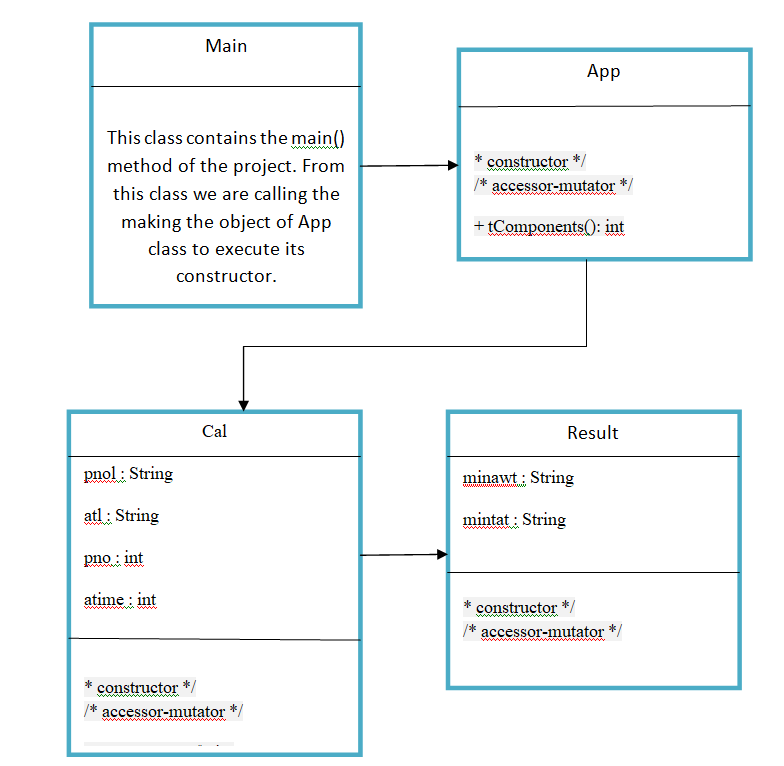 Main
This class contains the main()
method of the project. From
this class we are calling the
making the object of App
class to execute its
constructor.
App
* constructor */
/* accessor-mutator */
+ tComponents(): int
Cal
pnol : String
atl : String
pno : int
atime : int
* constructor */
/* accessor-mutator */
Result
minawt : String
mintat : String
* constructor */
/* accessor-mutator */